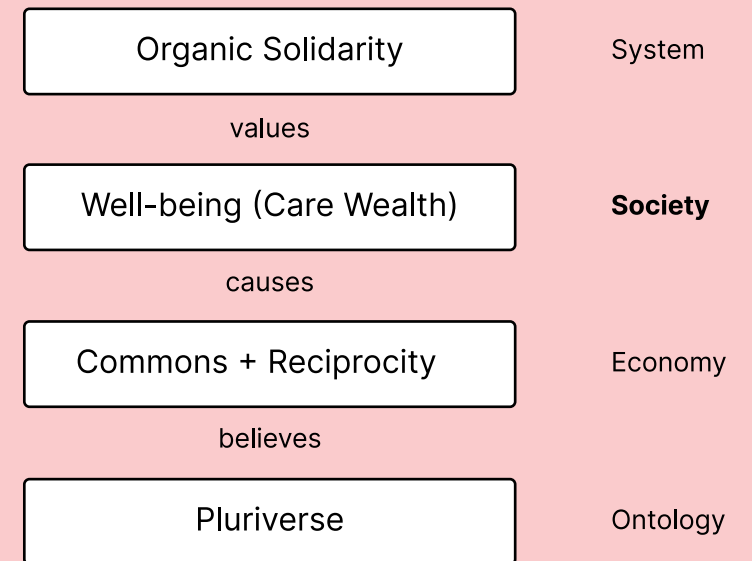 Organic Solidarity System
values
Well-being (Care Wealth) Society
causes
Commons + Reciprocity Economy
believes
Pluriverse Ontology